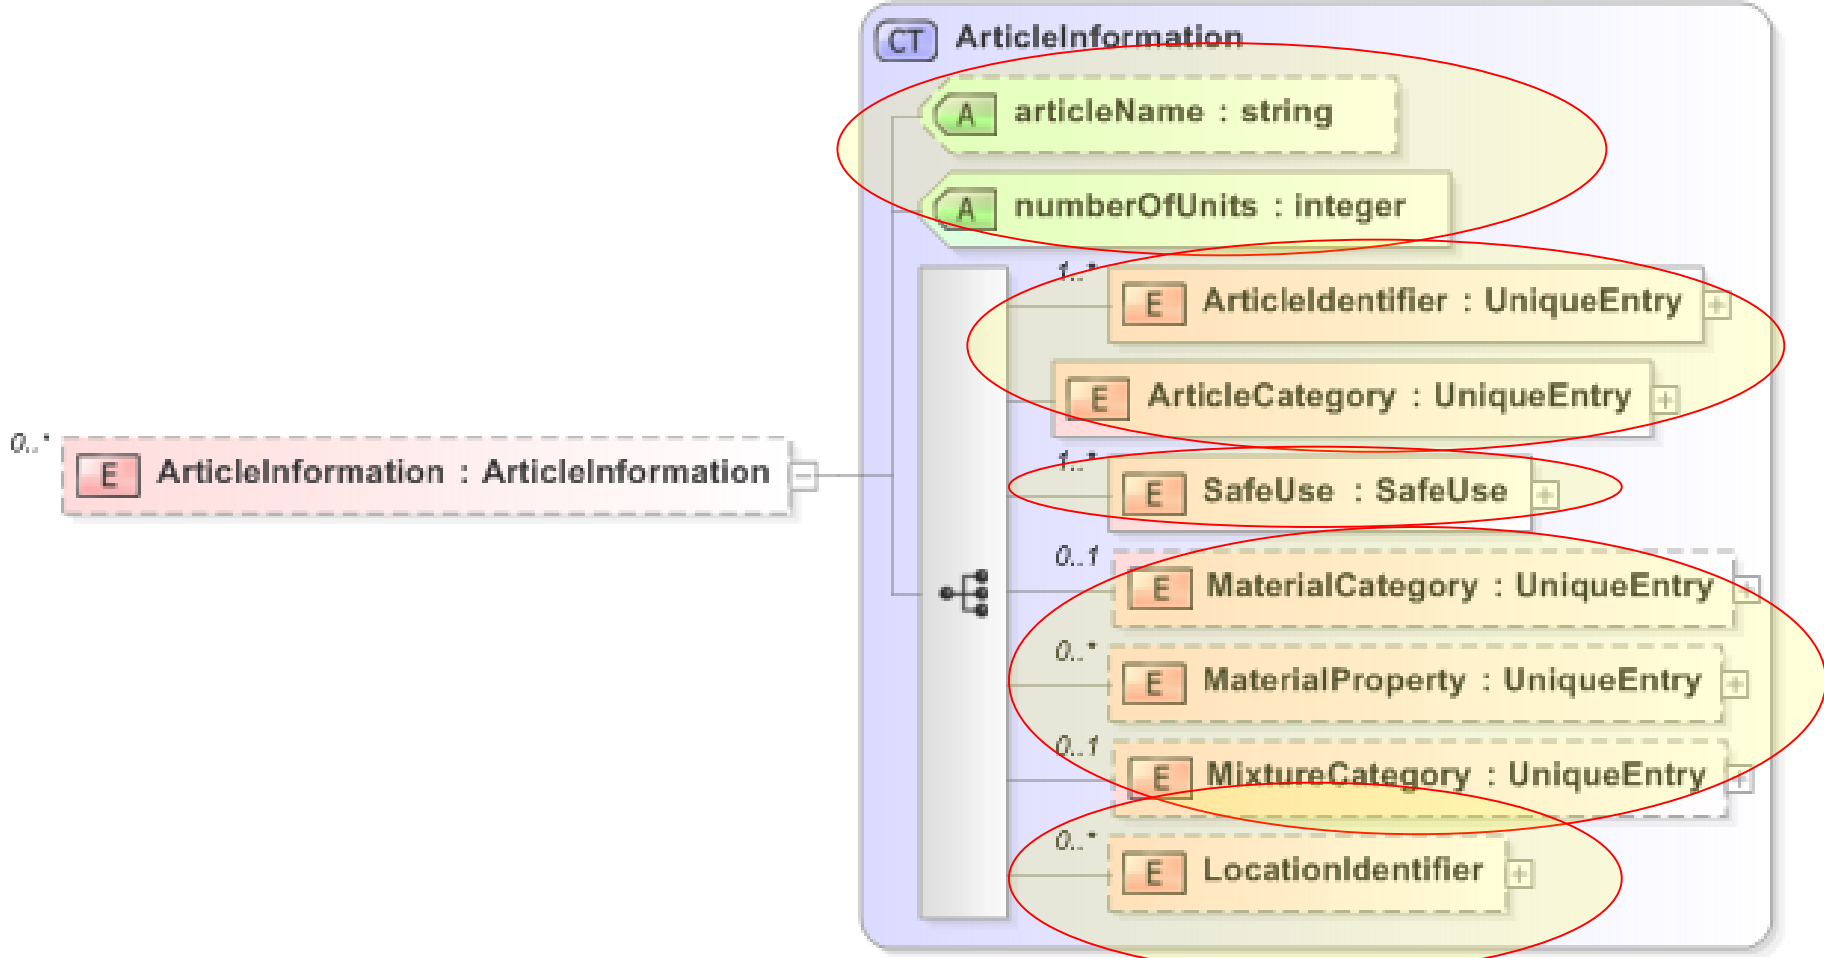 CT ArticleInformation
A articleName : string
A numberOfUnits : integer
1..*
E ArticleIdentifier : UniqueEntry
E ArticleCategory : UniqueEntry
0..*
E ArticleInformation : ArticleInformation
1..*
E SafeUse : SafeUse
0..1
E MaterialCategory : UniqueEntry
0..*
E MaterialProperty : UniqueEntry
0..1
E MixtureCategory : UniqueEntry
0..*
E LocationIdentifier